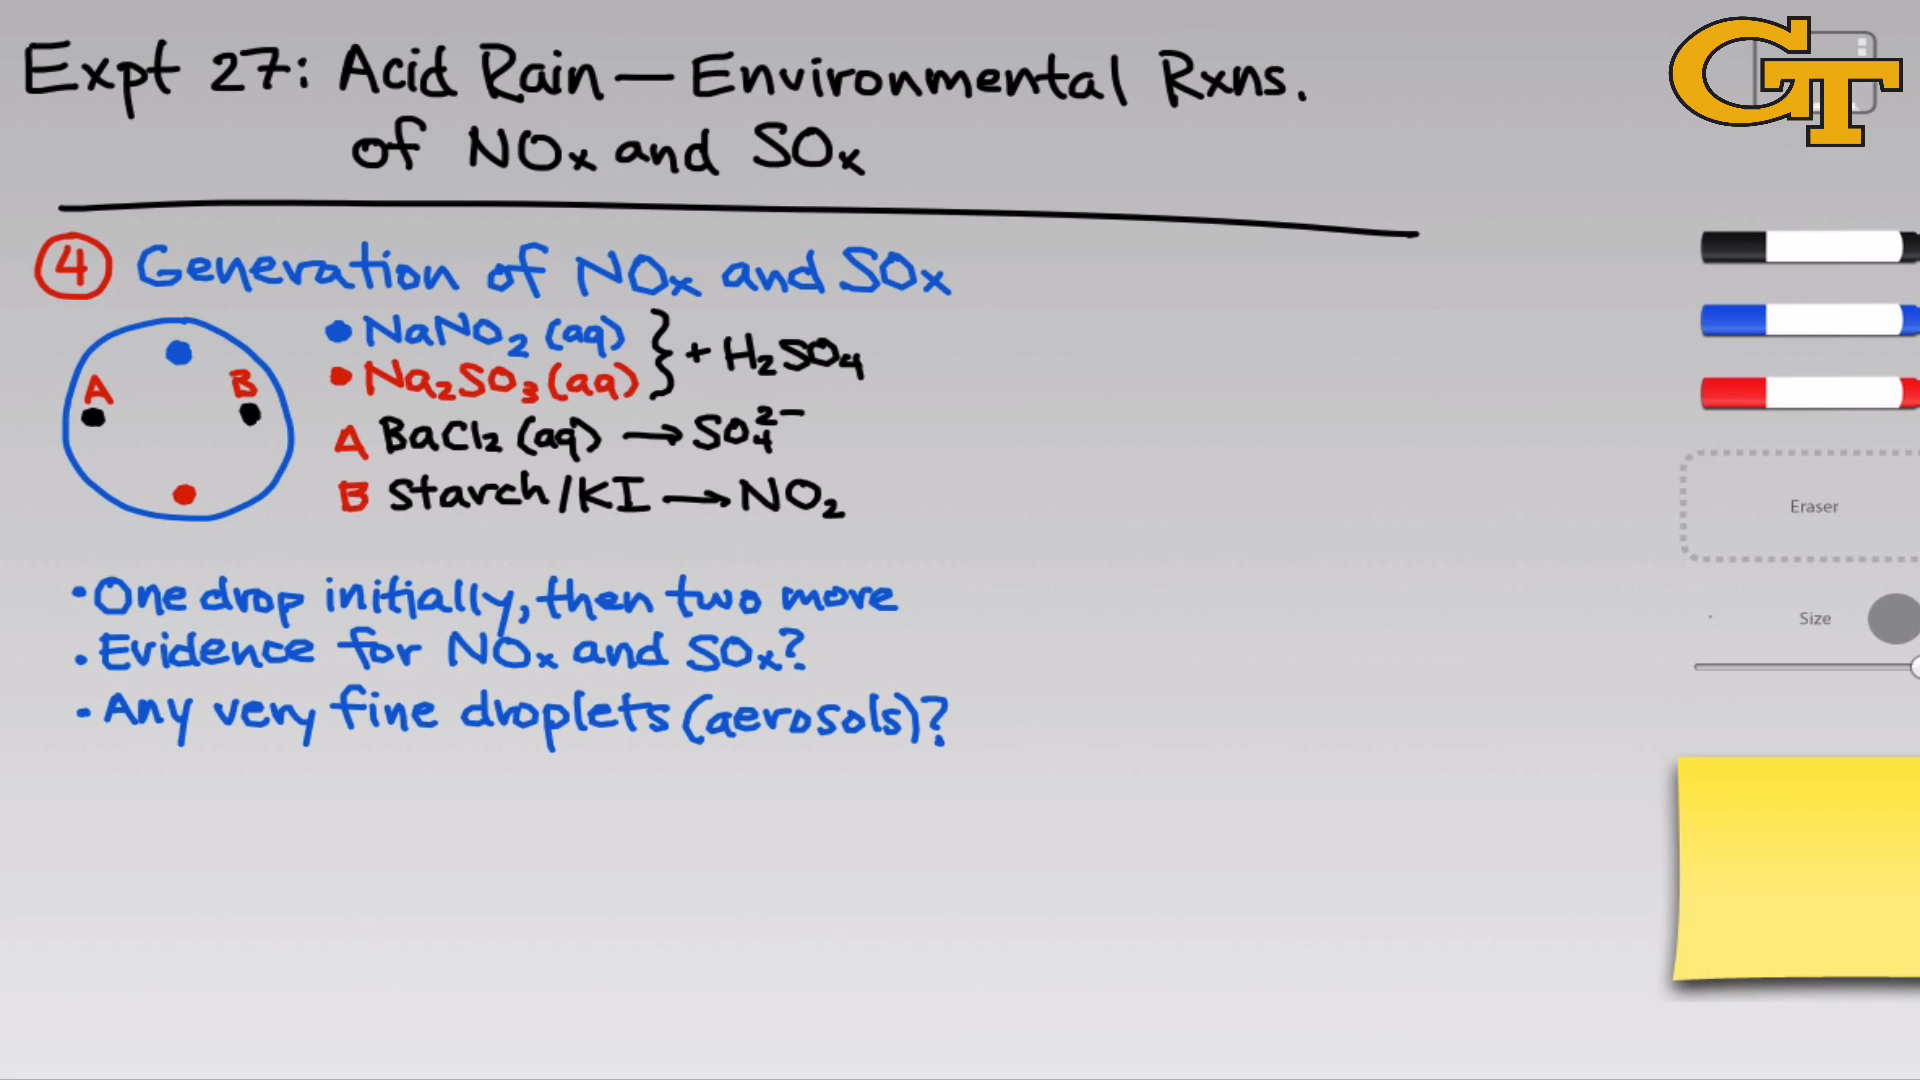 Expt 27: Acid Rain — Environmental Rxns.
of NOx and SOx
GT
④ Generation of NOx and SOx
• NaNO₂ (aq) } + H₂SO₄
• Na₂SO₃ (aq)
A B
A BaCl₂ (aq) → SO₄²⁻
B Starch/KI → NO₂
• One drop initially, then two more
• Evidence for NOx and SOx?
• Any very fine droplets (aerosols)?
Eraser
Size